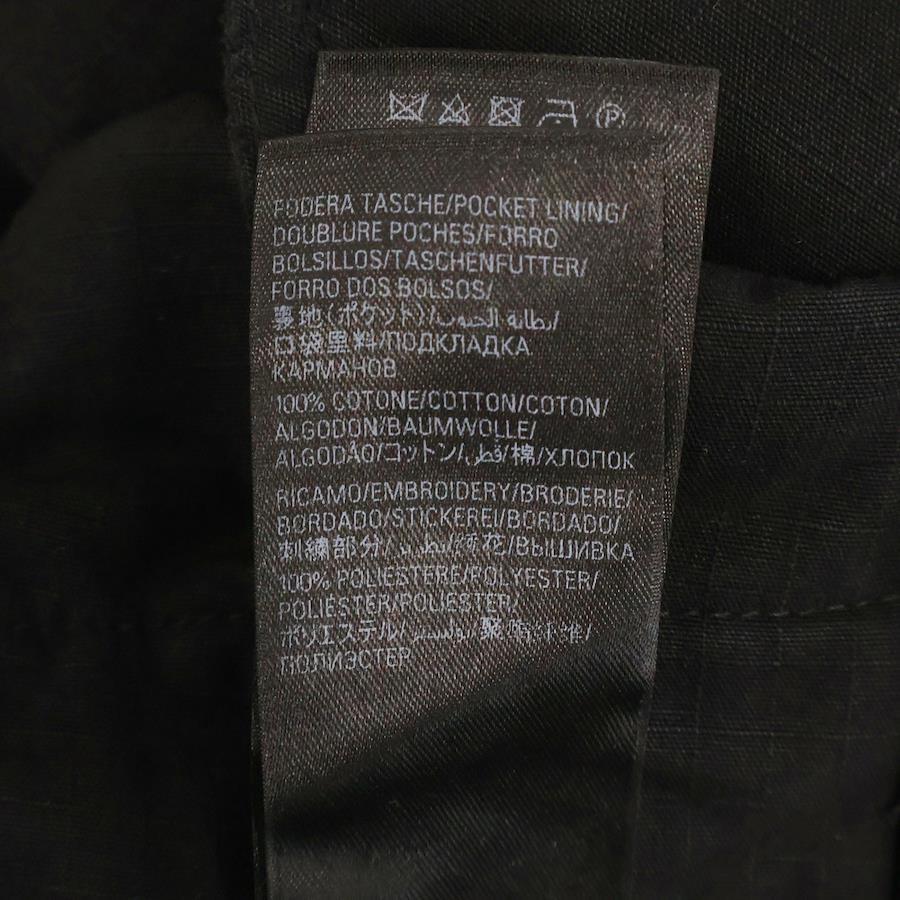 FODERA TASCHE/POCKET LINING/
DOUBLURE POCHES/FORRO
BOLSILLOS/TASCHENFUTTER/
FORRO DOS BOLSOS/
裏地(ポケット)/بطانة الجيوب/
口袋里料/ПОДКЛАДКА
КАРМАНОВ
100% COTONE/COTTON/COTON/
ALGODON/BAUMWOLLE/
ALGODÃO/コットン/قطن/棉/ХЛОПОК
RICAMO/EMBROIDERY/BRODERIE/
BORDADO/STICKEREI/BORDADO/
刺繍部分/تطريز/绣花/ВЫШИВКА
100% POLIESTERE/POLYESTER/
POLIÉSTER/POLIESTER/
ポリエステル/بوليستر/聚酯纤维/
ПОЛИЭСТЕР